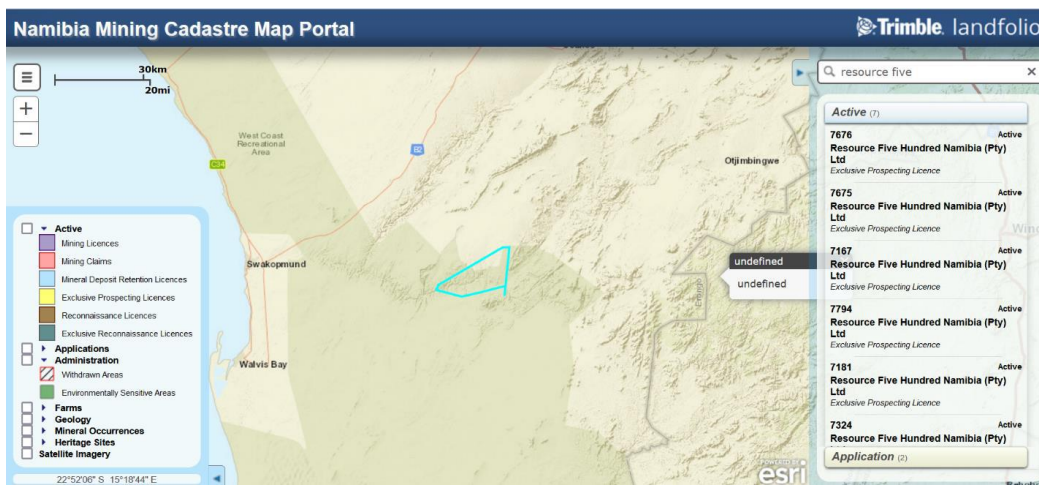 Namibia Mining Cadastre Map Portal
Trimble. landfolio
30km
20mi
+
−
resource five
×
Active (7)
7676 Active
Resource Five Hundred Namibia (Pty)
Ltd
Exclusive Prospecting Licence
7675 Active
Resource Five Hundred Namibia (Pty)
Ltd
Exclusive Prospecting Licence
7167 Active
Resource Five Hundred Namibia (Pty)
Ltd
Exclusive Prospecting Licence
7794 Active
Resource Five Hundred Namibia (Pty)
Ltd
Exclusive Prospecting Licence
7181 Active
Resource Five Hundred Namibia (Pty)
Ltd
Exclusive Prospecting Licence
7324 Active
Resource Five Hundred Namibia (Pty)
Application (2)
West Coast
Recreational
Area
C34
B2
Otjimbingwe
Swakopmund
Walvis Bay
Erongo
undefined
undefined
Active
Mining Licences
Mining Claims
Mineral Deposit Retention Licences
Exclusive Prospecting Licences
Reconnaissance Licences
Exclusive Reconnaissance Licences
Applications
Administration
Withdrawn Areas
Environmentally Sensitive Areas
Farms
Geology
Mineral Occurrences
Heritage Sites
Satellite Imagery
22°52'06" S 15°18'44" E
POWERED BY
esri